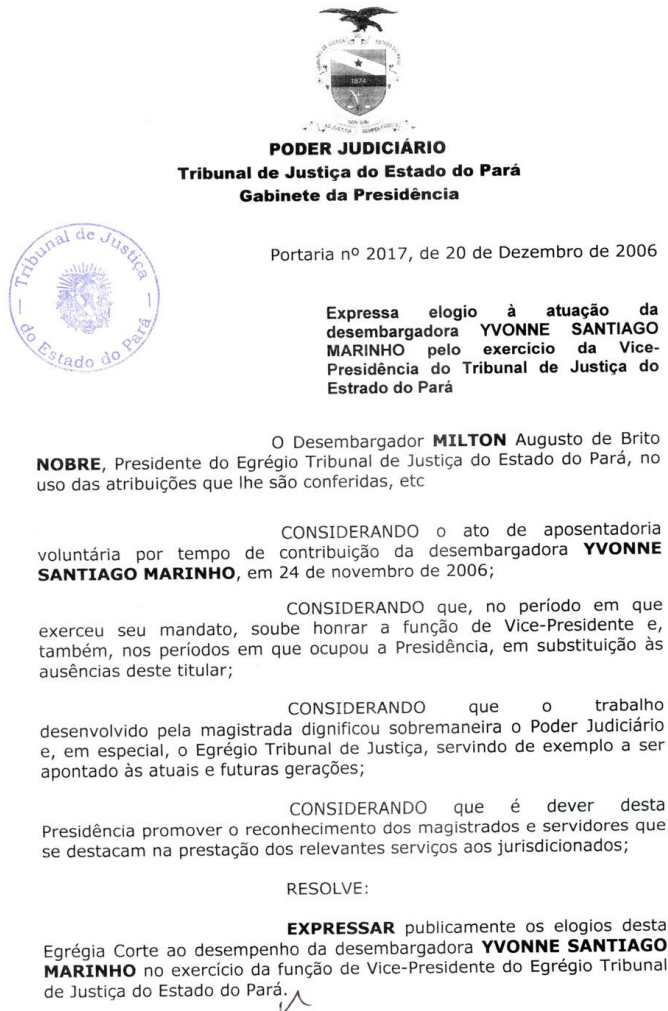 1874
PODER JUDICIÁRIO
Tribunal de Justiça do Estado do Pará
Gabinete da Presidência
Tribunal de Justiça
do Estado do Pará
Portaria nº 2017, de 20 de Dezembro de 2006
Expressa elogio à atuação da
desembargadora YVONNE SANTIAGO
MARINHO pelo exercício da Vice-
Presidência do Tribunal de Justiça do
Estrado do Pará
O Desembargador MILTON Augusto de Brito
NOBRE, Presidente do Egrégio Tribunal de Justiça do Estado do Pará, no
uso das atribuições que lhe são conferidas, etc
CONSIDERANDO o ato de aposentadoria
voluntária por tempo de contribuição da desembargadora YVONNE
SANTIAGO MARINHO, em 24 de novembro de 2006;
CONSIDERANDO que, no período em que
exerceu seu mandato, soube honrar a função de Vice-Presidente e,
também, nos períodos em que ocupou a Presidência, em substituição às
ausências deste titular;
CONSIDERANDO que o trabalho
desenvolvido pela magistrada dignificou sobremaneira o Poder Judiciário
e, em especial, o Egrégio Tribunal de Justiça, servindo de exemplo a ser
apontado às atuais e futuras gerações;
CONSIDERANDO que é dever desta
Presidência promover o reconhecimento dos magistrados e servidores que
se destacam na prestação dos relevantes serviços aos jurisdicionados;
RESOLVE:
EXPRESSAR publicamente os elogios desta
Egrégia Corte ao desempenho da desembargadora YVONNE SANTIAGO
MARINHO no exercício da função de Vice-Presidente do Egrégio Tribunal
de Justiça do Estado do Pará.